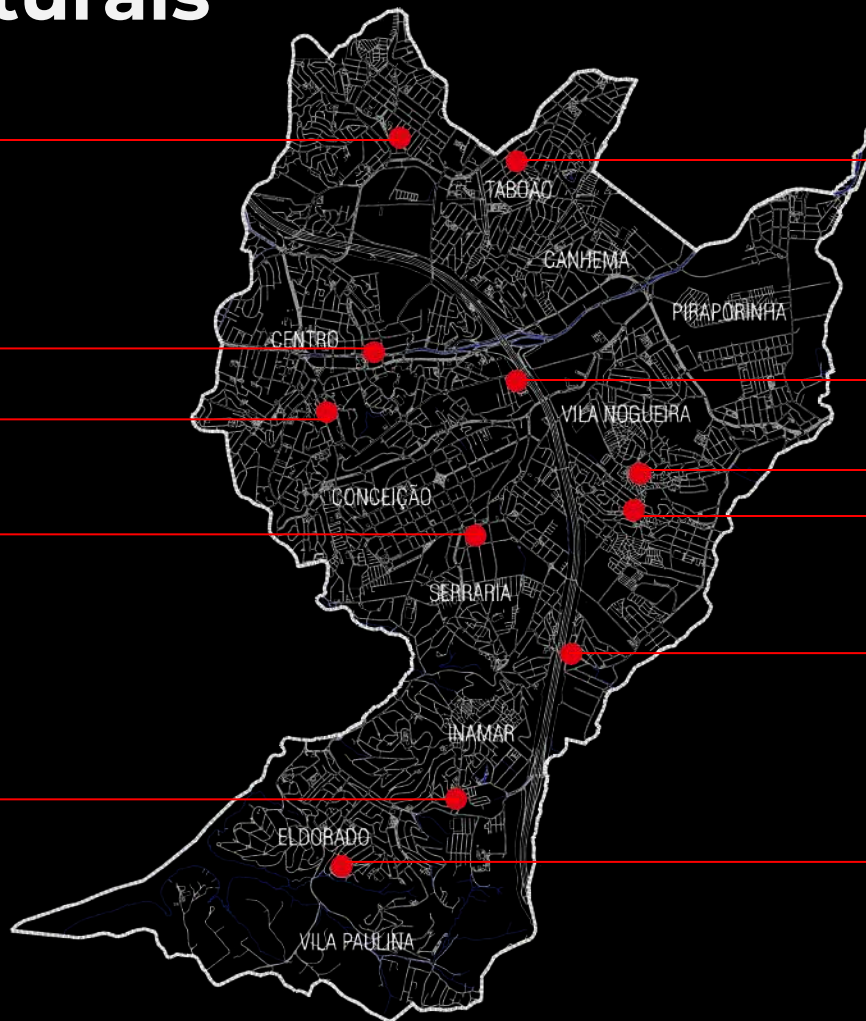 turais
TABOÃO
CANHEMA
PIRAPORINHA
CENTRO
VILA NOGUEIRA
CONCEIÇÃO
SERRARIA
INAMAR
ELDORADO
VILA PAULINA